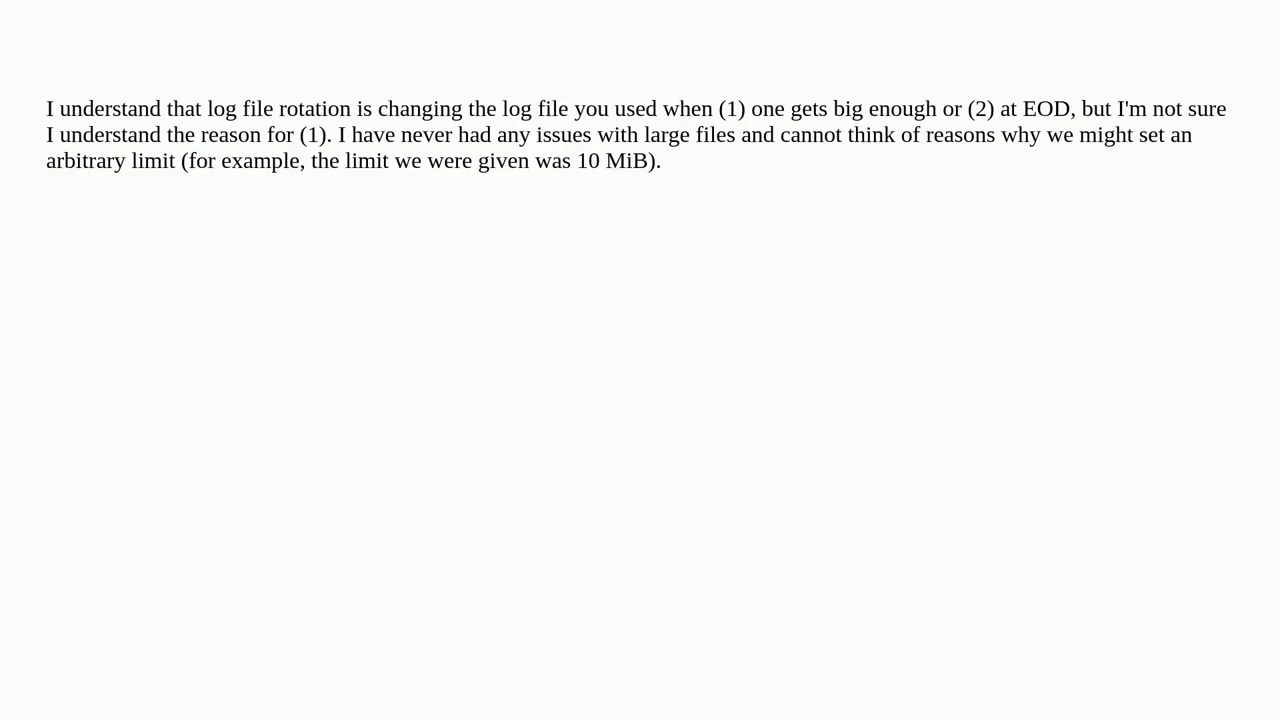 I understand that log file rotation is changing the log file you used when (1) one gets big enough or (2) at EOD, but I'm not sure
I understand the reason for (1). I have never had any issues with large files and cannot think of reasons why we might set an
arbitrary limit (for example, the limit we were given was 10 MiB).